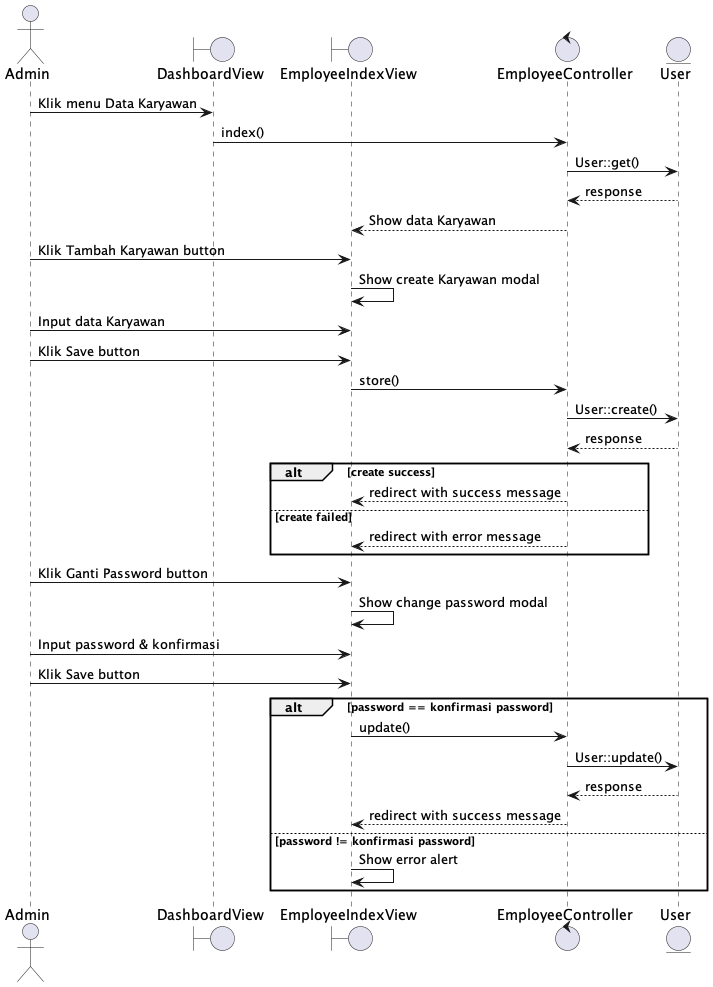 Admin
DashboardView
EmployeeIndexView
EmployeeController
User
Klik menu Data Karyawan
index()
User::get()
response
Show data Karyawan
Klik Tambah Karyawan button
Show create Karyawan modal
Input data Karyawan
Klik Save button
store()
User::create()
response
alt
[create success]
redirect with success message
[create failed]
redirect with error message
Klik Ganti Password button
Show change password modal
Input password & konfirmasi
Klik Save button
alt
[password == konfirmasi password]
update()
User::update()
response
redirect with success message
[password != konfirmasi password]
Show error alert
Admin
DashboardView
EmployeeIndexView
EmployeeController
User